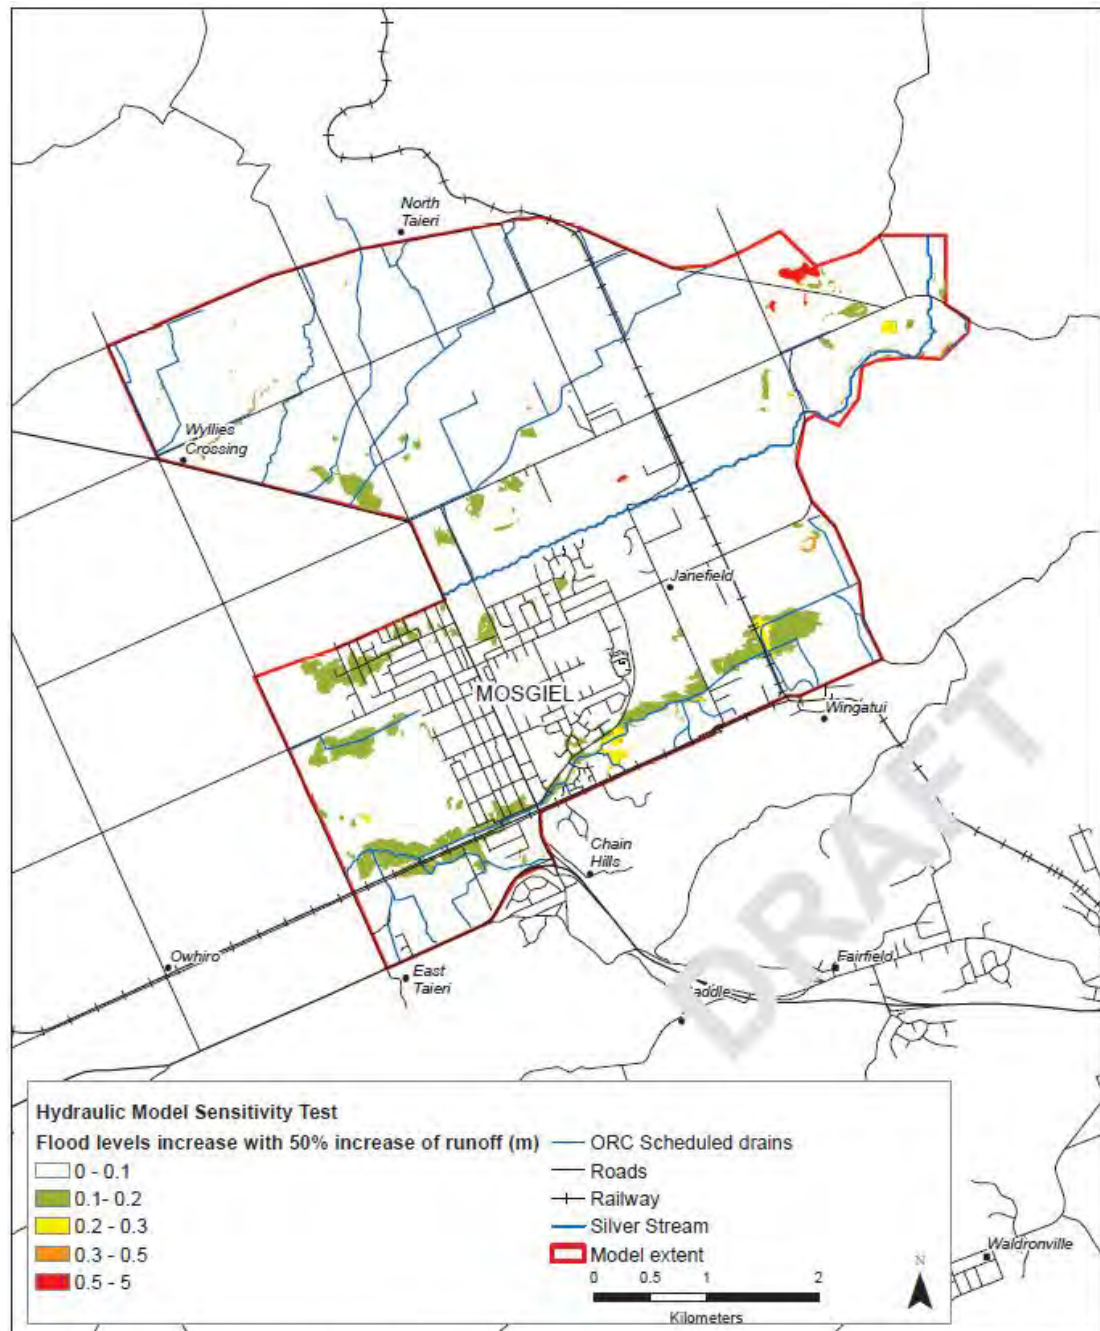 North
Taieri
Wyllies
Crossing
Janefield
MOSGIEL
Wingatui
Chain
Hills
Owhiro
East
Taieri
Fairfield
addle
DRAFT
Waldronville
Hydraulic Model Sensitivity Test
Flood levels increase with 50% increase of runoff (m)
0 - 0.1
0.1- 0.2
0.2 - 0.3
0.3 - 0.5
0.5 - 5
ORC Scheduled drains
Roads
Railway
Silver Stream
Model extent
0 0.5 1 2
Kilometers
N